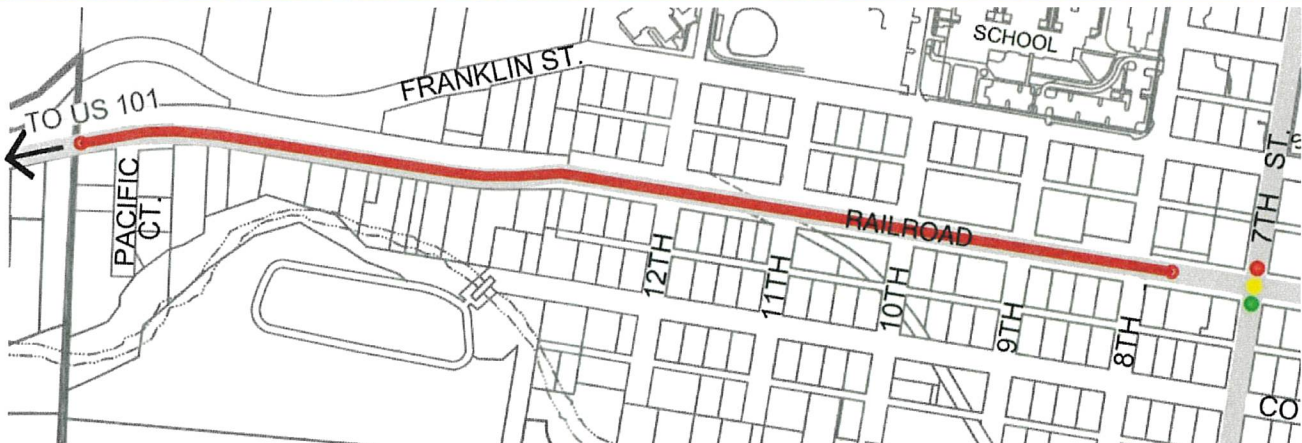 SCHOOL
FRANKLIN ST.
TO US 101
7TH ST.
PACIFIC
CT.
RAILROAD
12TH
11TH
10TH
9TH
8TH
CO